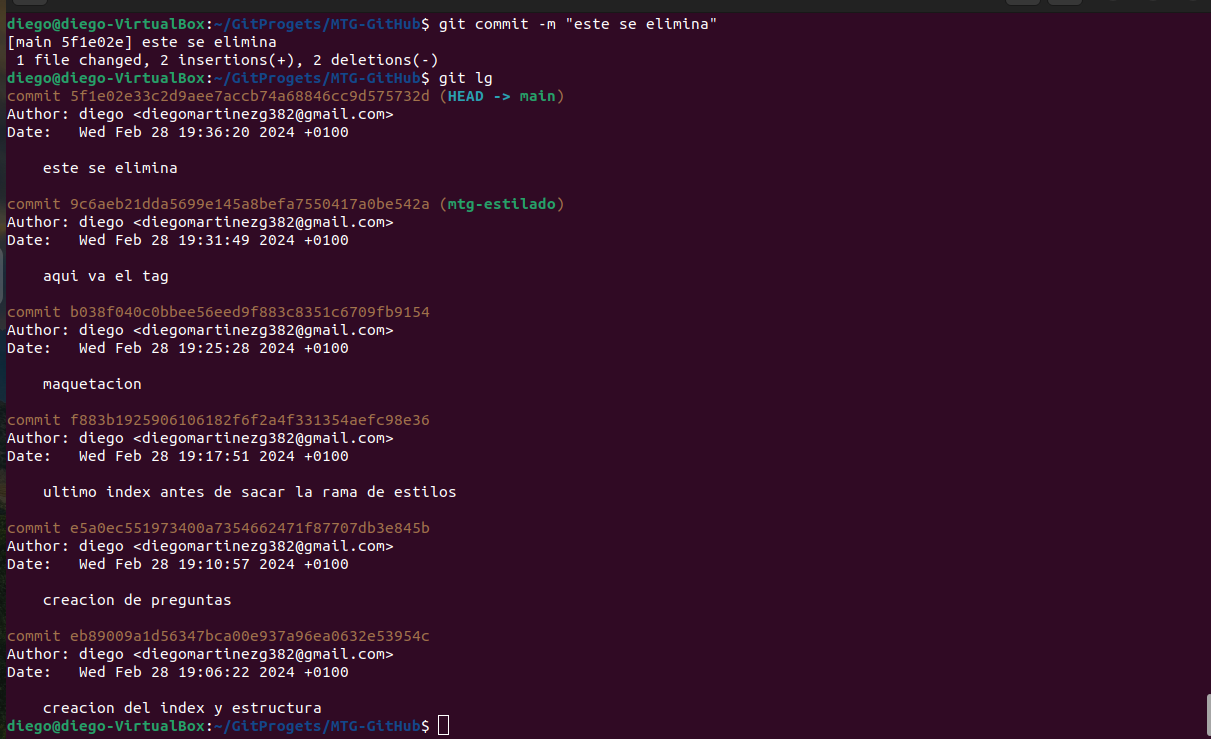 diego@diego-VirtualBox:~/GitProgets/MTG-GitHub$ git commit -m "este se elimina"
[main 5f1e02e] este se elimina
 1 file changed, 2 insertions(+), 2 deletions(-)
diego@diego-VirtualBox:~/GitProgets/MTG-GitHub$ git lg
commit 5f1e02e33c2d9aee7accb74a68846cc9d575732d (HEAD -> main)
Author: diego <diegomartinezg382@gmail.com>
Date:   Wed Feb 28 19:36:20 2024 +0100

    este se elimina

commit 9c6aeb21dda5699e145a8befa7550417a0be542a (mtg-estilado)
Author: diego <diegomartinezg382@gmail.com>
Date:   Wed Feb 28 19:31:49 2024 +0100

    aqui va el tag

commit b038f040c0bbee56eed9f883c8351c6709fb9154
Author: diego <diegomartinezg382@gmail.com>
Date:   Wed Feb 28 19:25:28 2024 +0100

    maquetacion

commit f883b1925906106182f6f2a4f331354aefc98e36
Author: diego <diegomartinezg382@gmail.com>
Date:   Wed Feb 28 19:17:51 2024 +0100

    ultimo index antes de sacar la rama de estilos

commit e5a0ec551973400a7354662471f87707db3e845b
Author: diego <diegomartinezg382@gmail.com>
Date:   Wed Feb 28 19:10:57 2024 +0100

    creacion de preguntas

commit eb89009a1d56347bca00e937a96ea0632e53954c
Author: diego <diegomartinezg382@gmail.com>
Date:   Wed Feb 28 19:06:22 2024 +0100

    creacion del index y estructura
diego@diego-VirtualBox:~/GitProgets/MTG-GitHub$